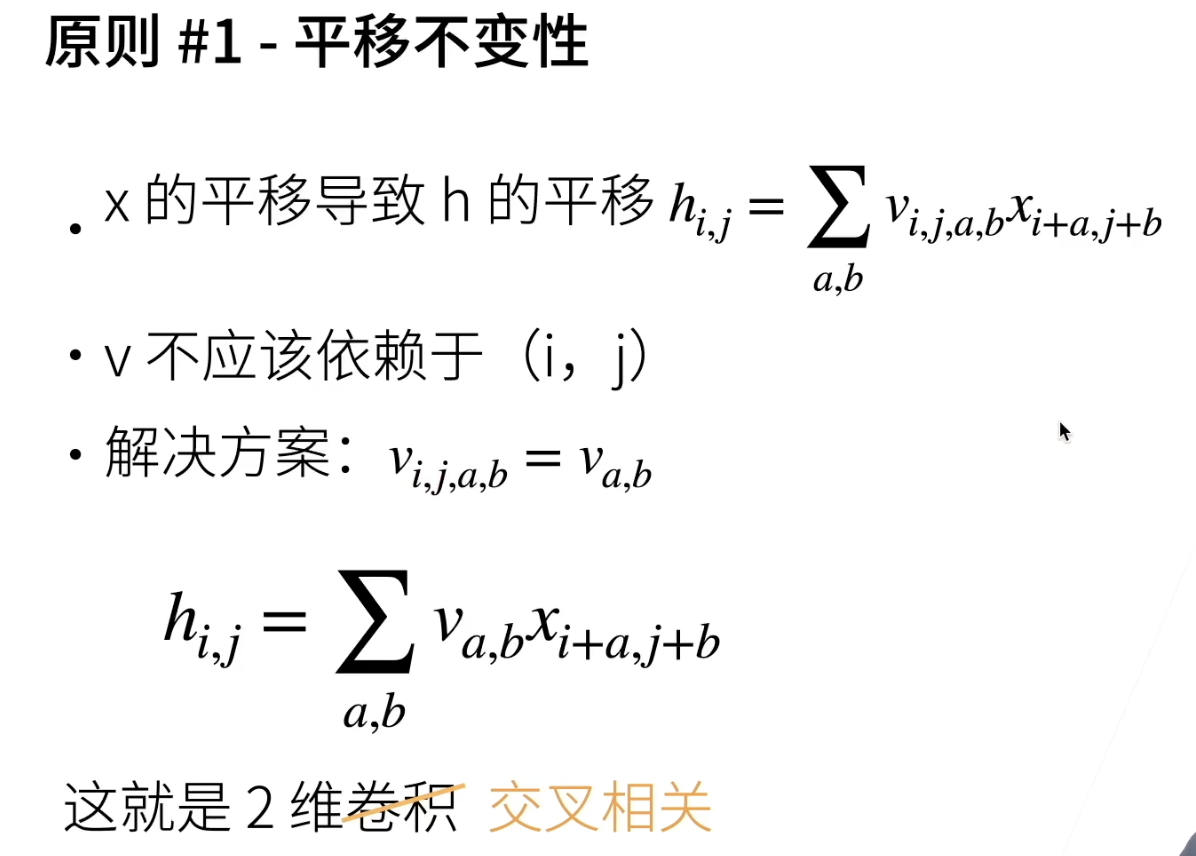 原则 #1 - 平移不变性
• x 的平移导致 h 的平移 $h_{i,j} = \sum_{a,b} v_{i,j,a,b} x_{i+a,j+b}$
• v 不应该依赖于（i，j）
• 解决方案： $v_{i,j,a,b} = v_{a,b}$
$h_{i,j} = \sum_{a,b} v_{a,b} x_{i+a,j+b}$
这就是 2 维卷积 交叉相关